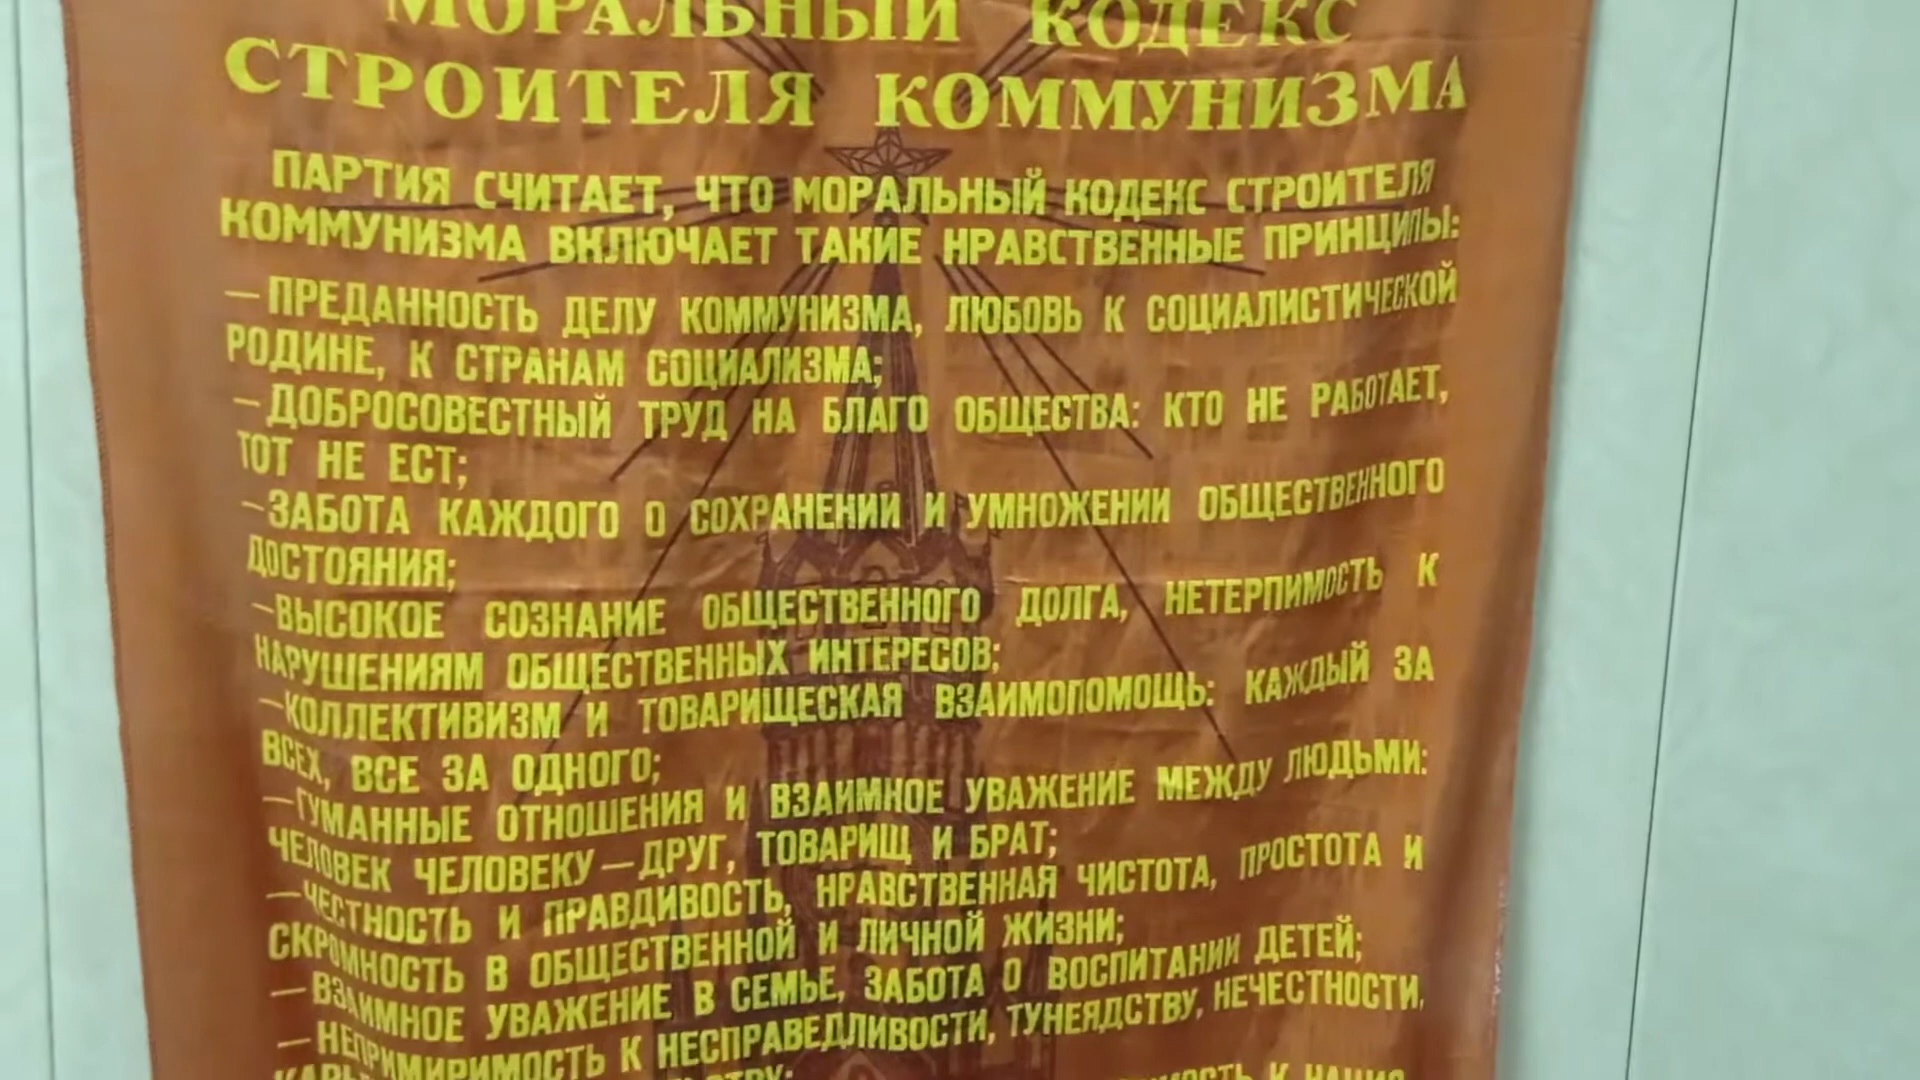 МОРАЛЬНЫЙ КОДЕКС
СТРОИТЕЛЯ КОММУНИЗМА
ПАРТИЯ СЧИТАЕТ, ЧТО МОРАЛЬНЫЙ КОДЕКС СТРОИТЕЛЯ
КОММУНИЗМА ВКЛЮЧАЕТ ТАКИЕ НРАВСТВЕННЫЕ ПРИНЦИПЫ:
— ПРЕДАННОСТЬ ДЕЛУ КОММУНИЗМА, ЛЮБОВЬ К СОЦИАЛИСТИЧЕСКОЙ
РОДИНЕ, К СТРАНАМ СОЦИАЛИЗМА;
— ДОБРОСОВЕСТНЫЙ ТРУД НА БЛАГО ОБЩЕСТВА: КТО НЕ РАБОТАЕТ,
ТОТ НЕ ЕСТ;
— ЗАБОТА КАЖДОГО О СОХРАНЕНИИ И УМНОЖЕНИИ ОБЩЕСТВЕННОГО
ДОСТОЯНИЯ;
— ВЫСОКОЕ СОЗНАНИЕ ОБЩЕСТВЕННОГО ДОЛГА, НЕТЕРПИМОСТЬ К
НАРУШЕНИЯМ ОБЩЕСТВЕННЫХ ИНТЕРЕСОВ;
— КОЛЛЕКТИВИЗМ И ТОВАРИЩЕСКАЯ ВЗАИМОПОМОЩЬ: КАЖДЫЙ ЗА
ВСЕХ, ВСЕ ЗА ОДНОГО;
— ГУМАННЫЕ ОТНОШЕНИЯ И ВЗАИМНОЕ УВАЖЕНИЕ МЕЖДУ ЛЮДЬМИ:
ЧЕЛОВЕК ЧЕЛОВЕКУ — ДРУГ, ТОВАРИЩ И БРАТ;
— ЧЕСТНОСТЬ И ПРАВДИВОСТЬ, НРАВСТВЕННАЯ ЧИСТОТА, ПРОСТОТА И
СКРОМНОСТЬ В ОБЩЕСТВЕННОЙ И ЛИЧНОЙ ЖИЗНИ;
— ВЗАИМНОЕ УВАЖЕНИЕ В СЕМЬЕ, ЗАБОТА О ВОСПИТАНИИ ДЕТЕЙ;
— НЕПРИМИРИМОСТЬ К НЕСПРАВЕДЛИВОСТИ, ТУНЕЯДСТВУ, НЕЧЕСТНОСТИ,